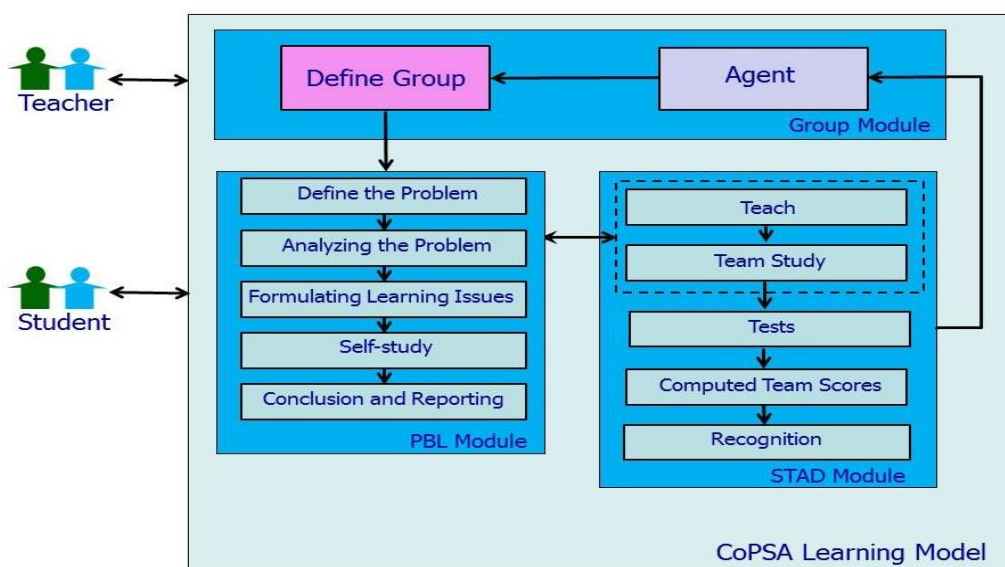 Teacher
Student
Define Group
Agent
Group Module
Define the Problem
Analyzing the Problem
Formulating Learning Issues
Self-study
Conclusion and Reporting
PBL Module
Teach
Team Study
Tests
Computed Team Scores
Recognition
STAD Module
CoPSA Learning Model